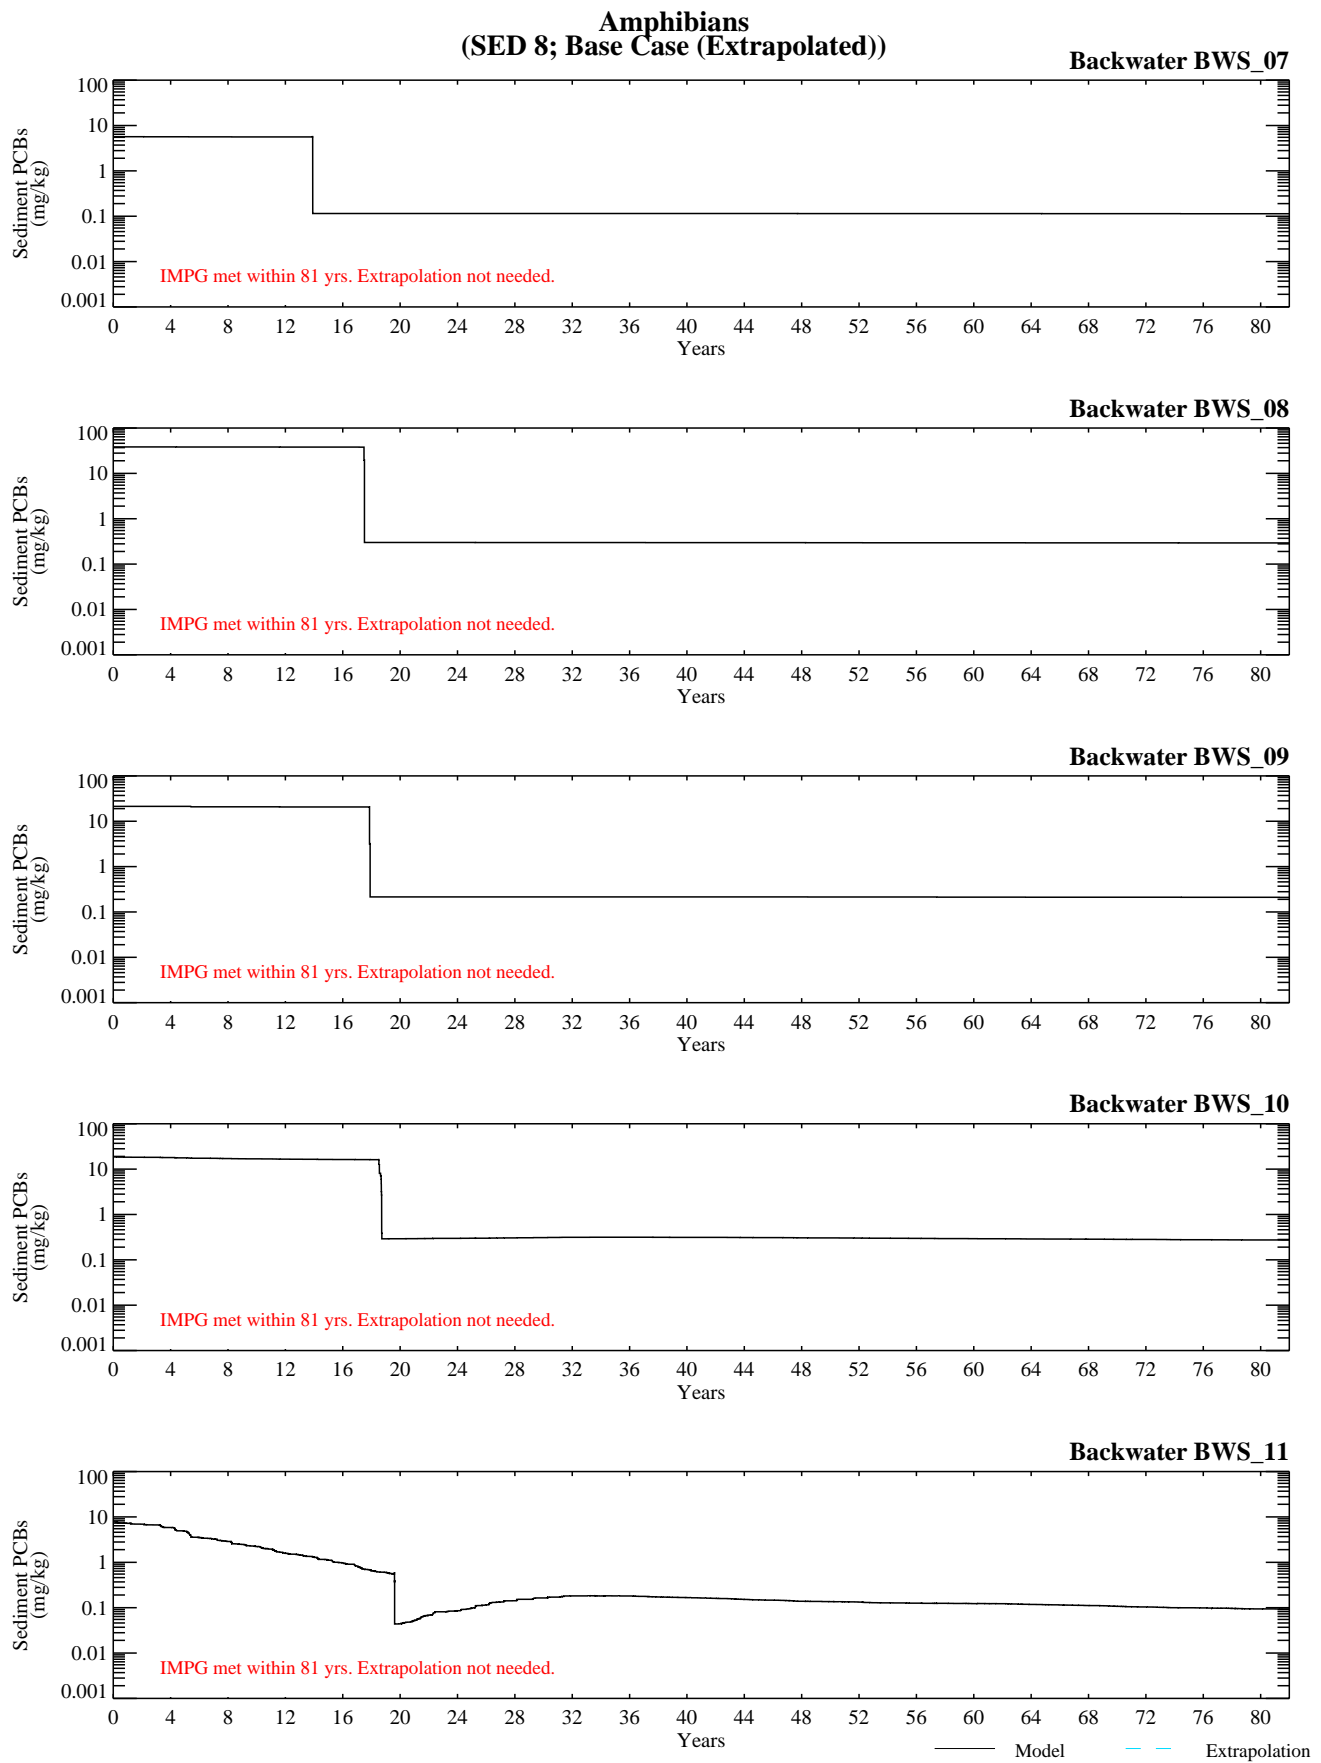 Amphibians
(SED 8; Base Case (Extrapolated))
Backwater BWS_07
Sediment PCBs
(mg/kg)
100
10
1
0.1
0.01
0.001
IMPG met within 81 yrs. Extrapolation not needed.
0 4 8 12 16 20 24 28 32 36 40 44 48 52 56 60 64 68 72 76 80
Years
Backwater BWS_08
Sediment PCBs
(mg/kg)
100
10
1
0.1
0.01
0.001
IMPG met within 81 yrs. Extrapolation not needed.
0 4 8 12 16 20 24 28 32 36 40 44 48 52 56 60 64 68 72 76 80
Years
Backwater BWS_09
Sediment PCBs
(mg/kg)
100
10
1
0.1
0.01
0.001
IMPG met within 81 yrs. Extrapolation not needed.
0 4 8 12 16 20 24 28 32 36 40 44 48 52 56 60 64 68 72 76 80
Years
Backwater BWS_10
Sediment PCBs
(mg/kg)
100
10
1
0.1
0.01
0.001
IMPG met within 81 yrs. Extrapolation not needed.
0 4 8 12 16 20 24 28 32 36 40 44 48 52 56 60 64 68 72 76 80
Years
Backwater BWS_11
Sediment PCBs
(mg/kg)
100
10
1
0.1
0.01
0.001
IMPG met within 81 yrs. Extrapolation not needed.
0 4 8 12 16 20 24 28 32 36 40 44 48 52 56 60 64 68 72 76 80
Years
Model Extrapolation